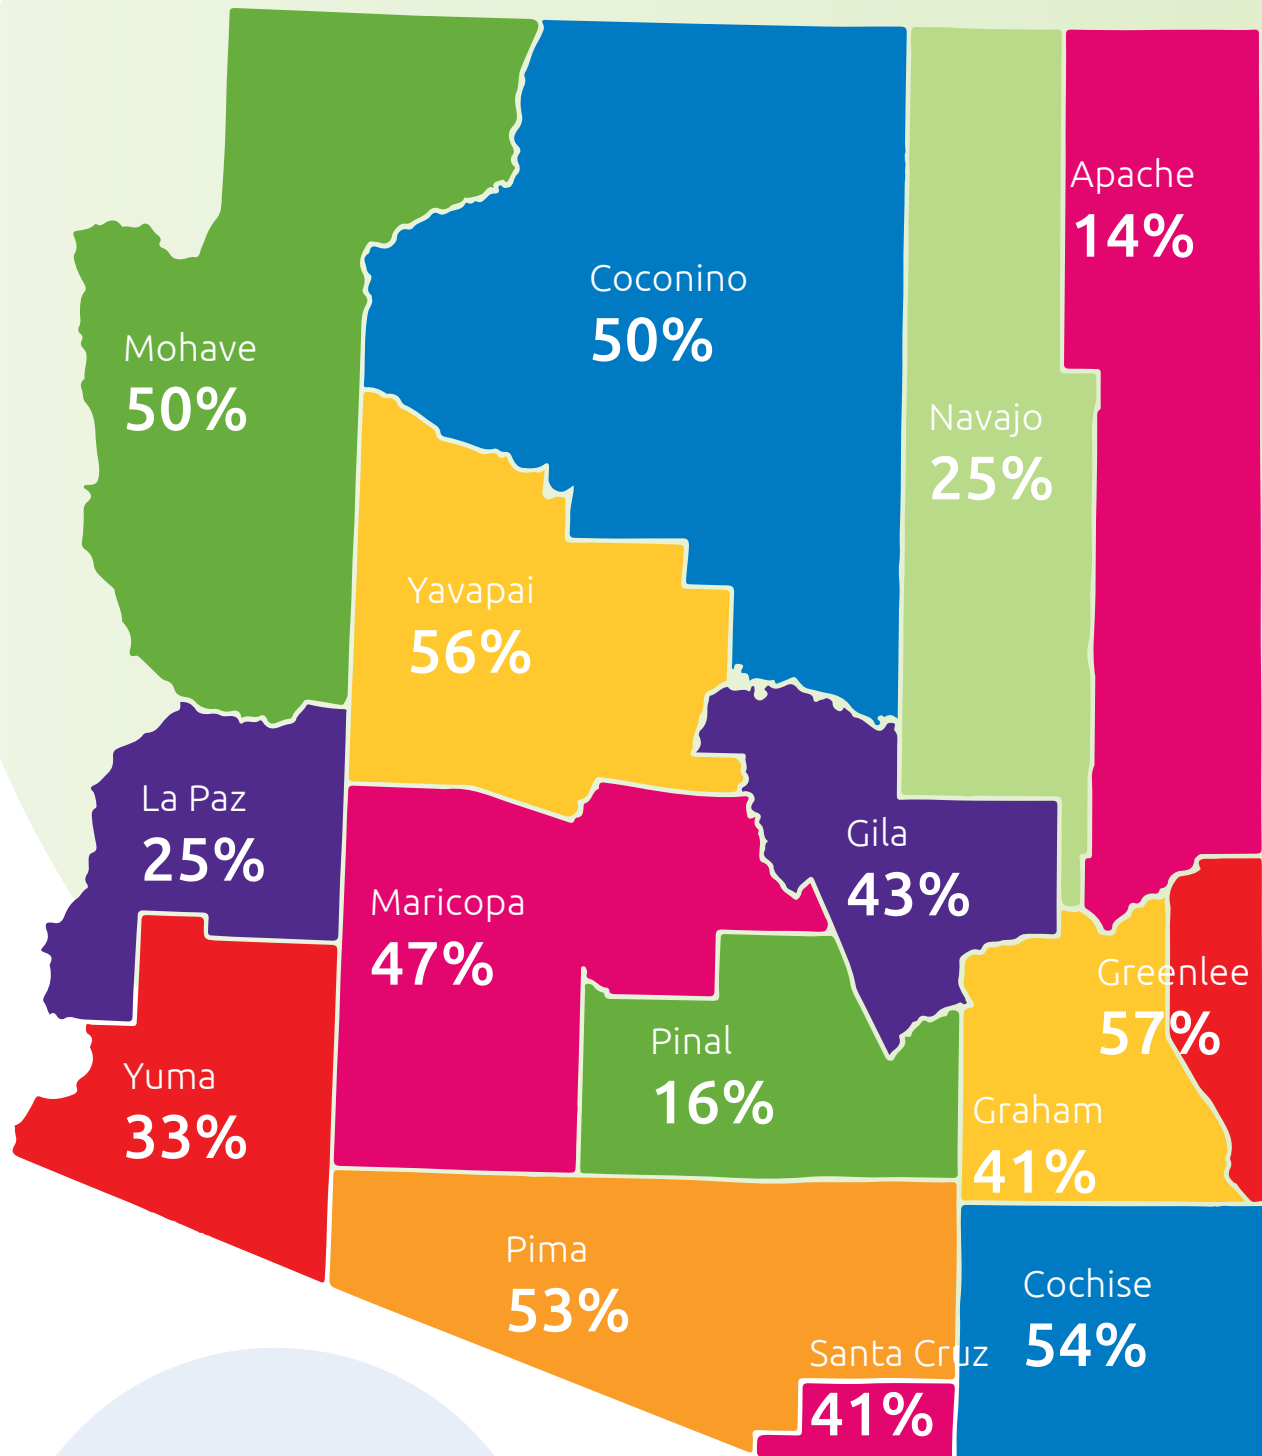 Apache
14%
Coconino
50%
Mohave
50%
Navajo
25%
Yavapai
56%
La Paz
25%
Gila
43%
Maricopa
47%
Greenlee
57%
Pinal
16%
Yuma
33%
Graham
41%
Pima
53%
Cochise
54%
Santa Cruz
41%